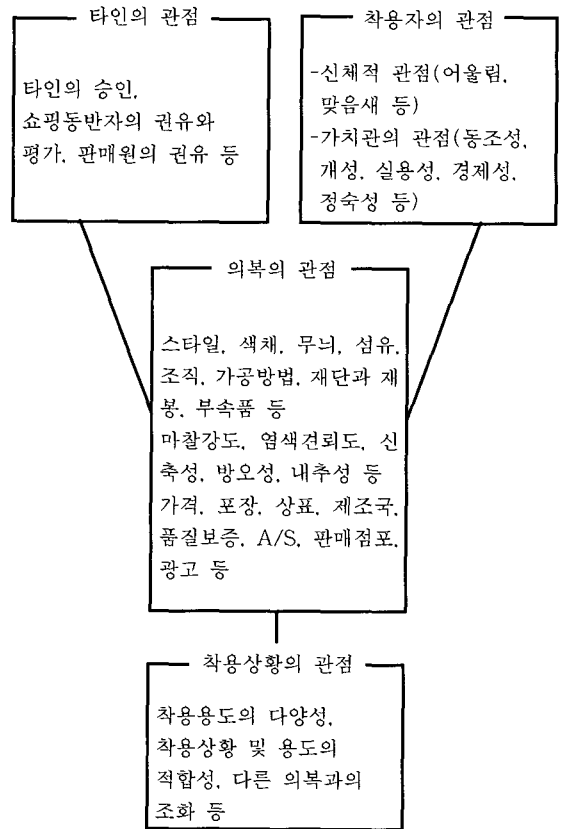 타인의 관점
타인의 승인,
쇼핑동반자의 권유와
평가, 판매원의 권유 등
착용자의 관점
-신체적 관점(어울림,
맞음새 등)
-가치관의 관점(동조성,
개성, 실용성, 경제성,
정숙성 등)
의복의 관점
스타일, 색채, 무늬, 섬유,
조직, 가공방법, 재단과 재
봉, 부속품 등
마찰강도, 염색견뢰도, 신
축성, 방오성, 내추성 등
가격, 포장, 상표, 제조국,
품질보증, A/S, 판매점포,
광고 등
착용상황의 관점
착용용도의 다양성,
착용상황 및 용도의
적합성, 다른 의복과의
조화 등